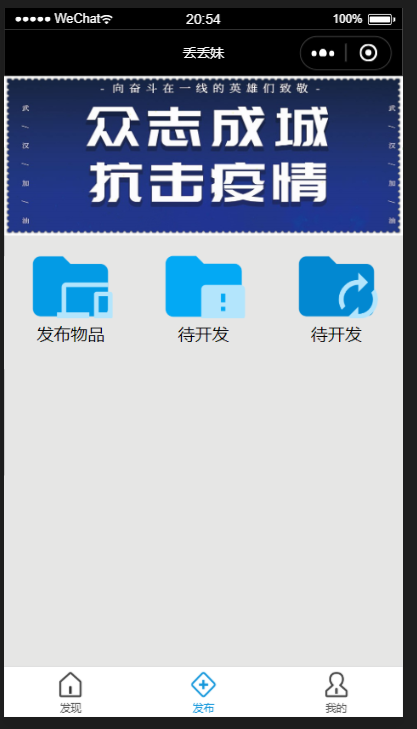 WeChat
20:54
100%
丢丢妹
- 向奋斗在一线的英雄们致敬 -
武/汉/加/油
众志成城
抗击疫情
武/汉/加/油
发布物品
待开发
待开发
发现
发布
我的